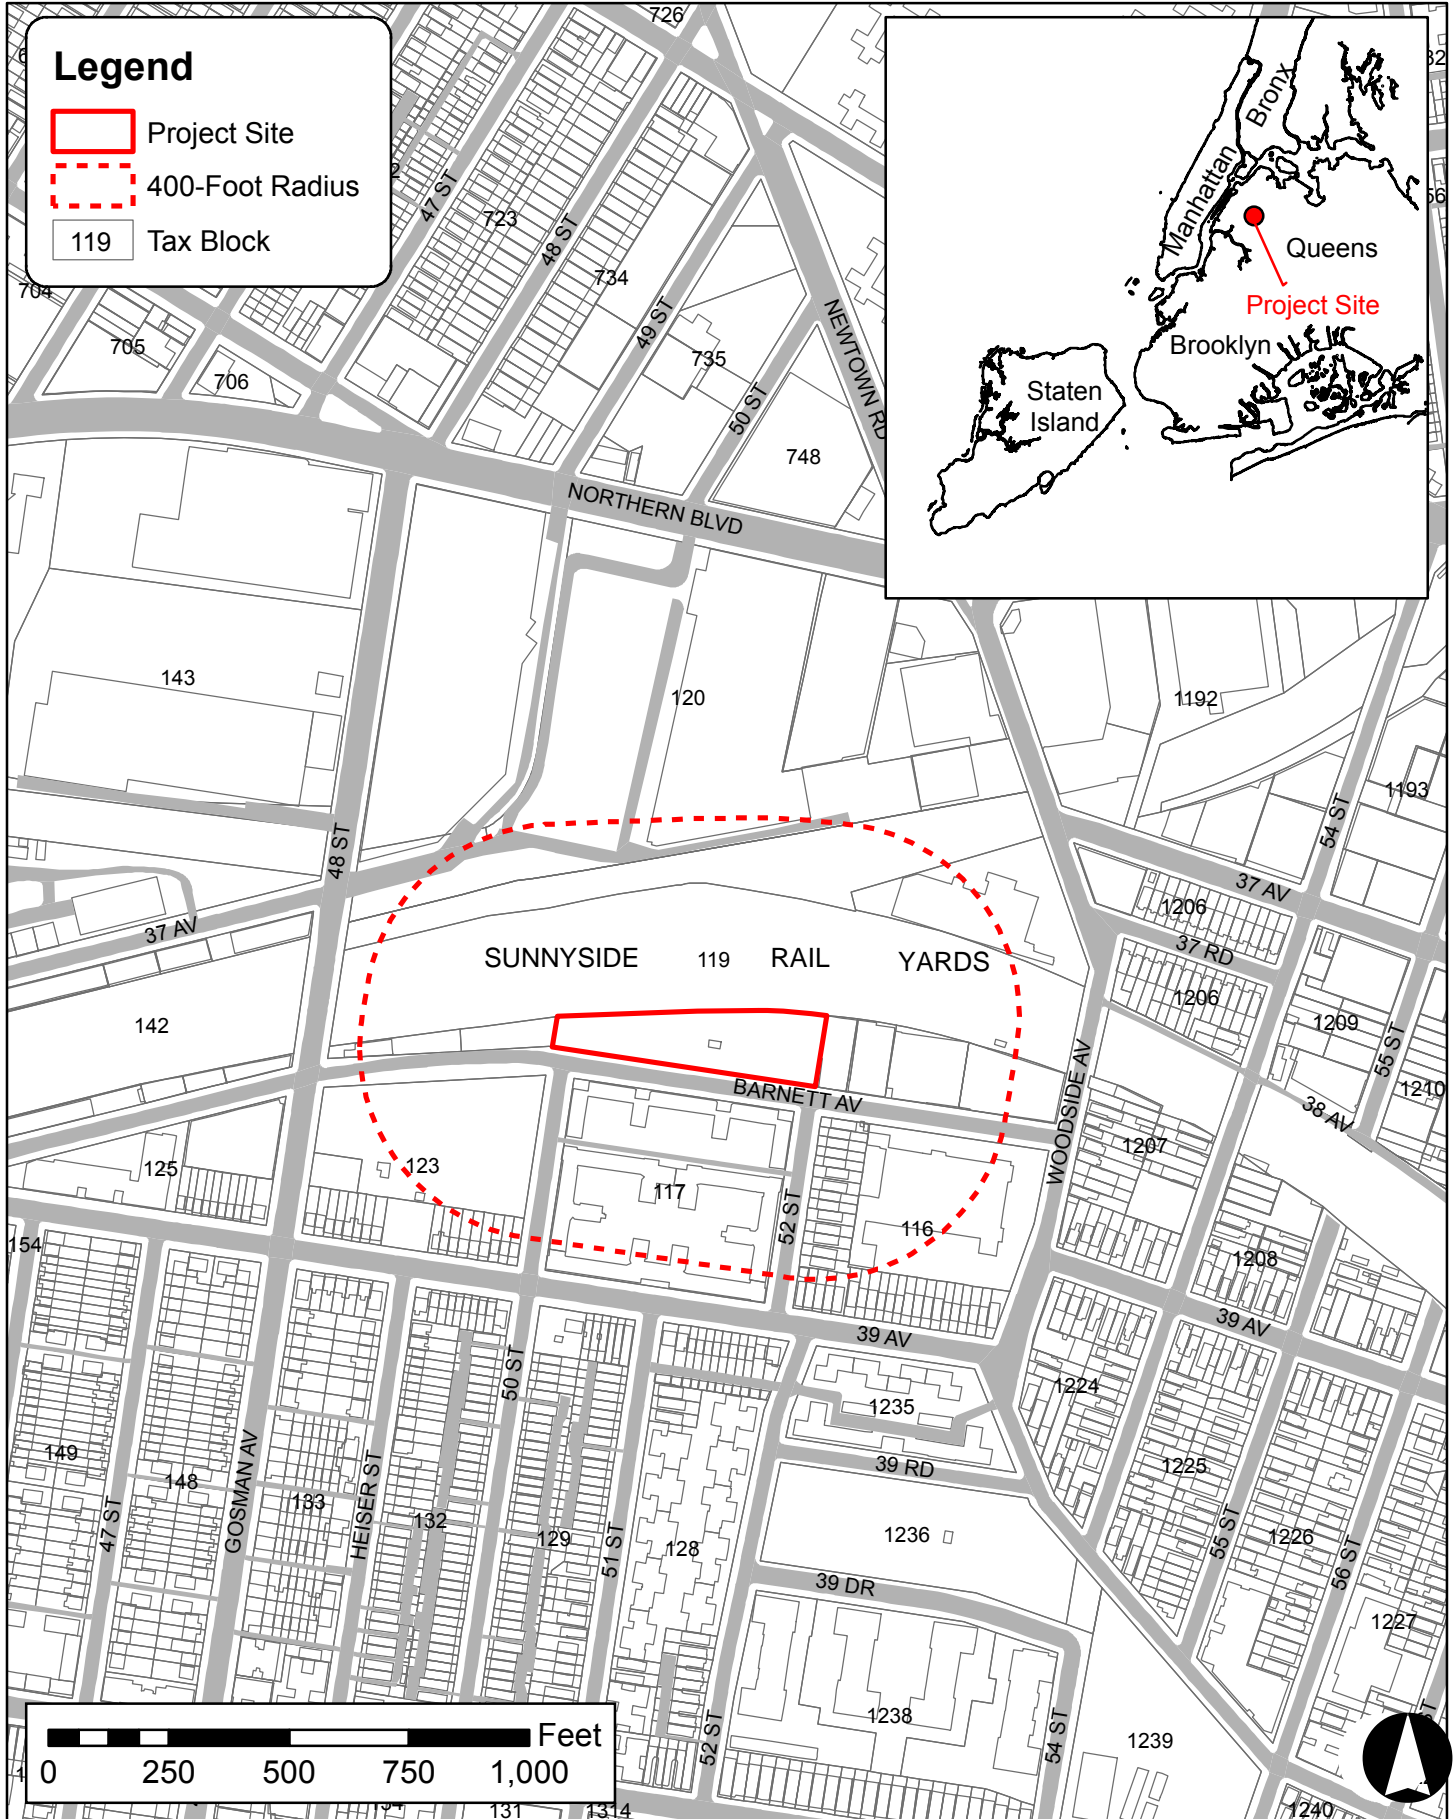 726
Legend
Project Site
400-Foot Radius
119 Tax Block
Bronx
Manhattan
Queens
Project Site
Brooklyn
Staten
Island
47 ST
723
48 ST
734
704
705
706
49 ST
735
50 ST
NEWTOWN RD
748
NORTHERN BLVD
143
120
1192
1193
54 ST
48 ST
37 AV
1206
37 RD
37 AV
SUNNYSIDE 119 RAIL YARDS
1206
142
1209
55 ST
BARNETT AV
WOODSIDE AV
1210
38 AV
125
123
117
52 ST
116
1207
154
1208
39 AV
39 AV
50 ST
1235
1224
149
148
GOSMAN AV
133
HEISER ST
132
129
39 RD
1225
47 ST
51 ST
128
1236
55 ST
1226
56 ST
39 DR
1227
1238
52 ST
54 ST
1239
Feet
0 250 500 750 1,000
131
1314
1240